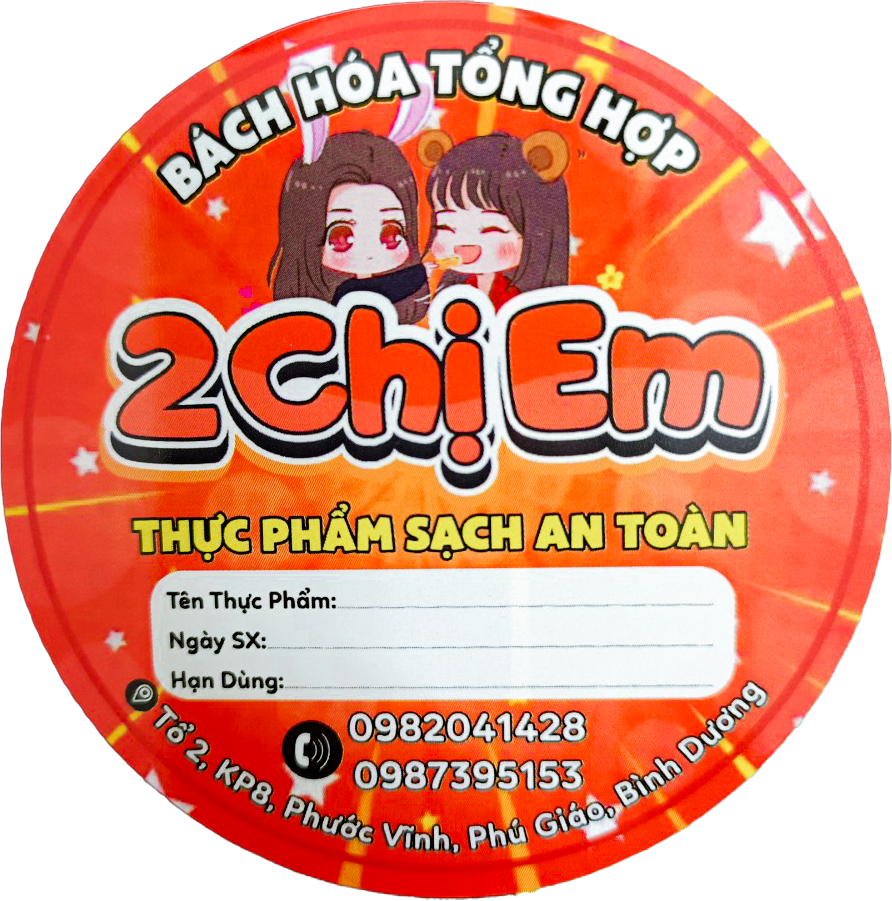 BÁCH HÓA TỔNG HỢP
2 Chị Em
THỰC PHẨM SẠCH AN TOÀN
Tên Thực Phẩm:
Ngày SX:
Hạn Dùng:
0982041428
0987395153
Tổ 2, KP8, Phước Vĩnh, Phú Giáo, Bình Dương